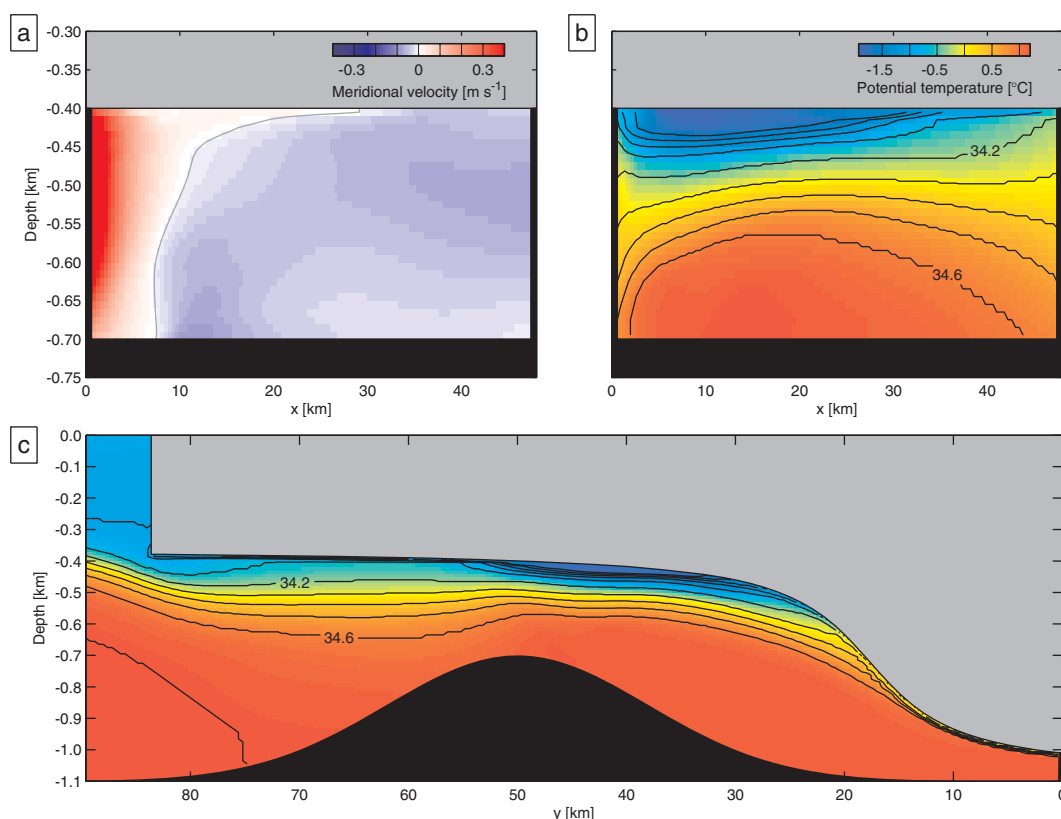 a
-0.30
-0.35
-0.40
-0.45
-0.50
-0.55
-0.60
-0.65
-0.70
-0.75
Depth [km]
-0.3 0 0.3
Meridional velocity [m s⁻¹]
0 10 20 30 40
x [km]
b
-1.5 -0.5 0.5
Potential temperature [°C]
34.2
34.6
0 10 20 30 40
x [km]
c
0.0
-0.1
-0.2
-0.3
-0.4
-0.5
-0.6
-0.7
-0.8
-0.9
-1.0
-1.1
Depth [km]
34.2
34.6
80 70 60 50 40 30 20 10 0
y [km]